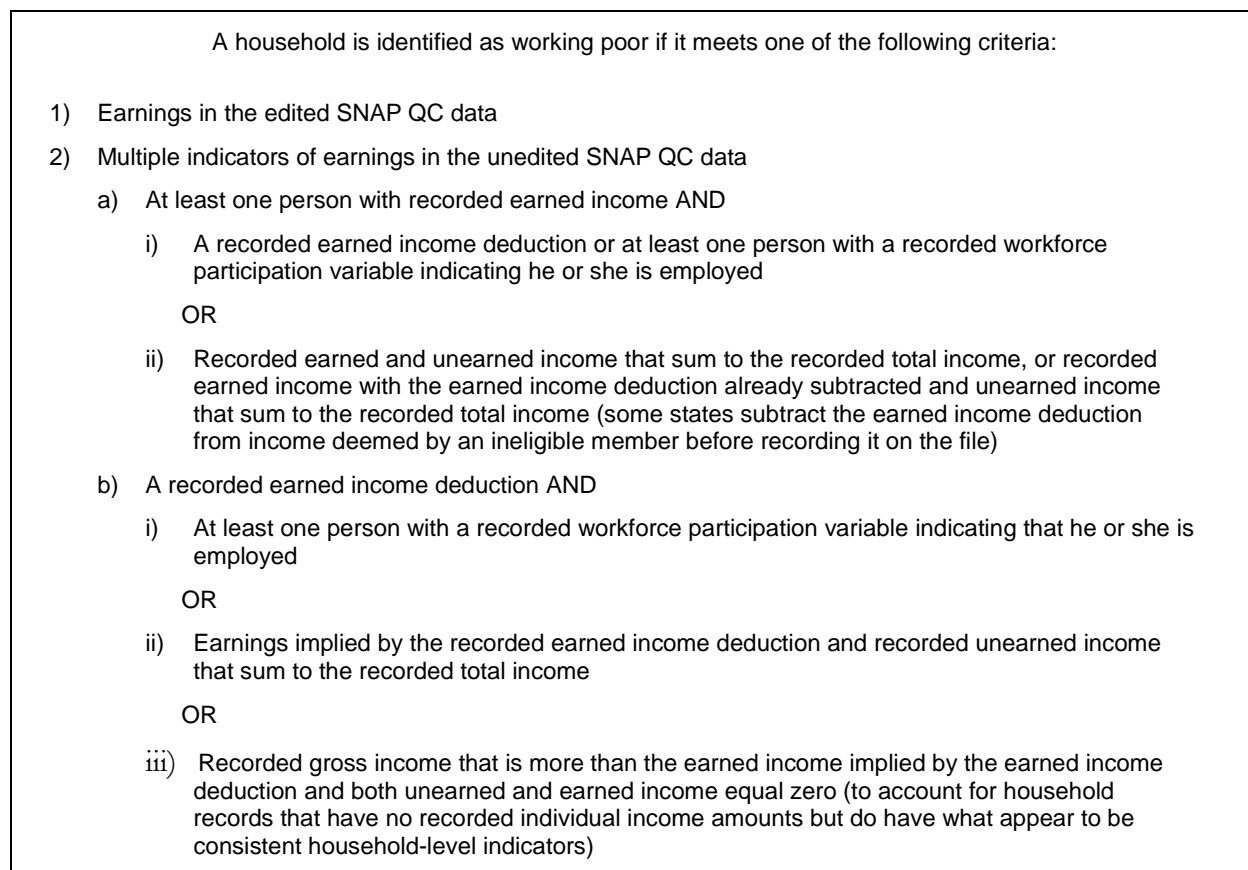 A household is identified as working poor if it meets one of the following criteria:
1) Earnings in the edited SNAP QC data
2) Multiple indicators of earnings in the unedited SNAP QC data
a) At least one person with recorded earned income AND
i) A recorded earned income deduction or at least one person with a recorded workforce
participation variable indicating he or she is employed
OR
ii) Recorded earned and unearned income that sum to the recorded total income, or recorded
earned income with the earned income deduction already subtracted and unearned income
that sum to the recorded total income (some states subtract the earned income deduction
from income deemed by an ineligible member before recording it on the file)
b) A recorded earned income deduction AND
i) At least one person with a recorded workforce participation variable indicating that he or she is
employed
OR
ii) Earnings implied by the recorded earned income deduction and recorded unearned income
that sum to the recorded total income
OR
iii) Recorded gross income that is more than the earned income implied by the earned income
deduction and both unearned and earned income equal zero (to account for household
records that have no recorded individual income amounts but do have what appear to be
consistent household-level indicators)